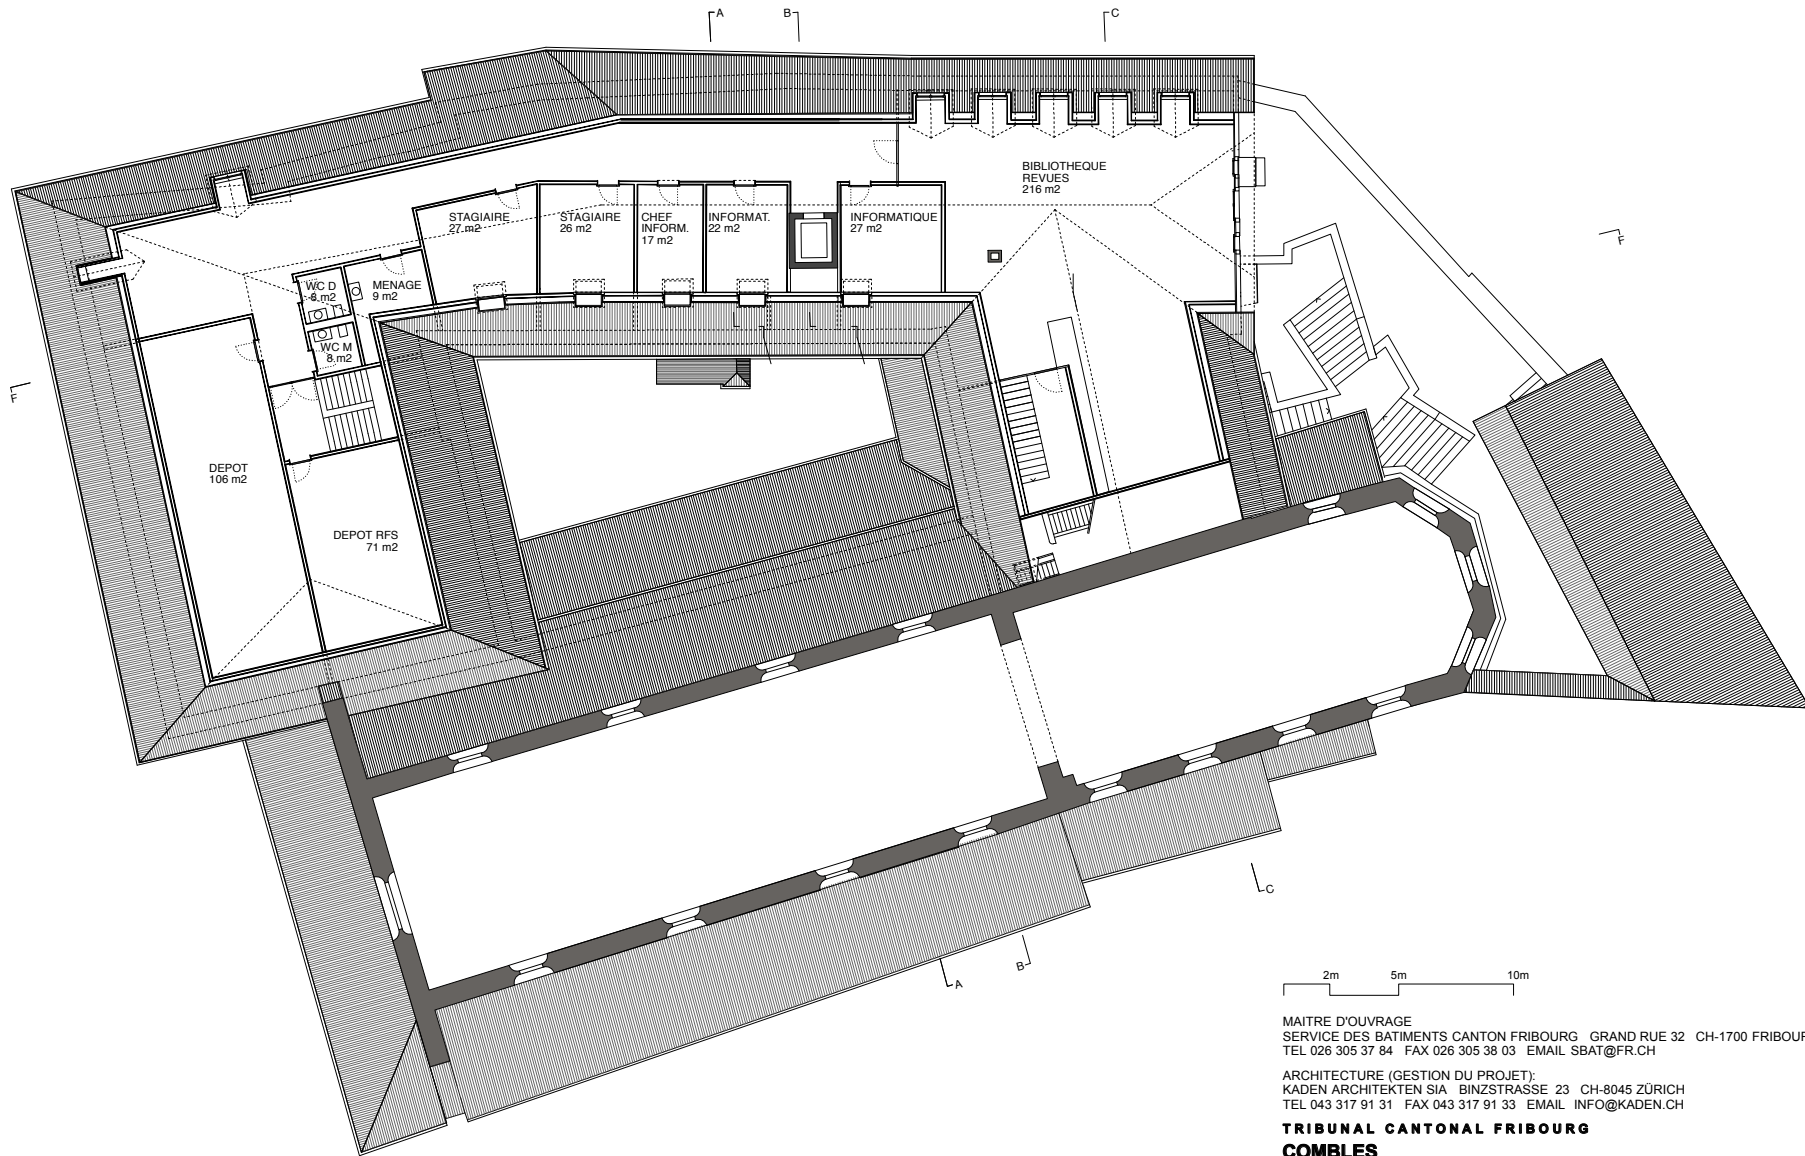 A
B
C
BIBLIOTHEQUE
REVUES
216 m2
STAGIAIRE
27 m2
STAGIAIRE
26 m2
CHEF
INFORM.
17 m2
INFORMAT.
22 m2
INFORMATIQUE
27 m2
F
WC D
8 m2
MENAGE
9 m2
WC M
8 m2
F
DEPOT
106 m2
DEPOT RFS
71 m2
C
B
A
2m 5m 10m
MAITRE D'OUVRAGE
SERVICE DES BATIMENTS CANTON FRIBOURG GRAND RUE 32 CH-1700 FRIBOUR
TEL 026 305 37 84 FAX 026 305 38 03 EMAIL SBAT@FR.CH
ARCHITECTURE (GESTION DU PROJET):
KADEN ARCHITEKTEN SIA BINZSTRASSE 23 CH-8045 ZÜRICH
TEL 043 317 91 31 FAX 043 317 91 33 EMAIL INFO@KADEN.CH
TRIBUNAL CANTONAL FRIBOURG
COMBLES